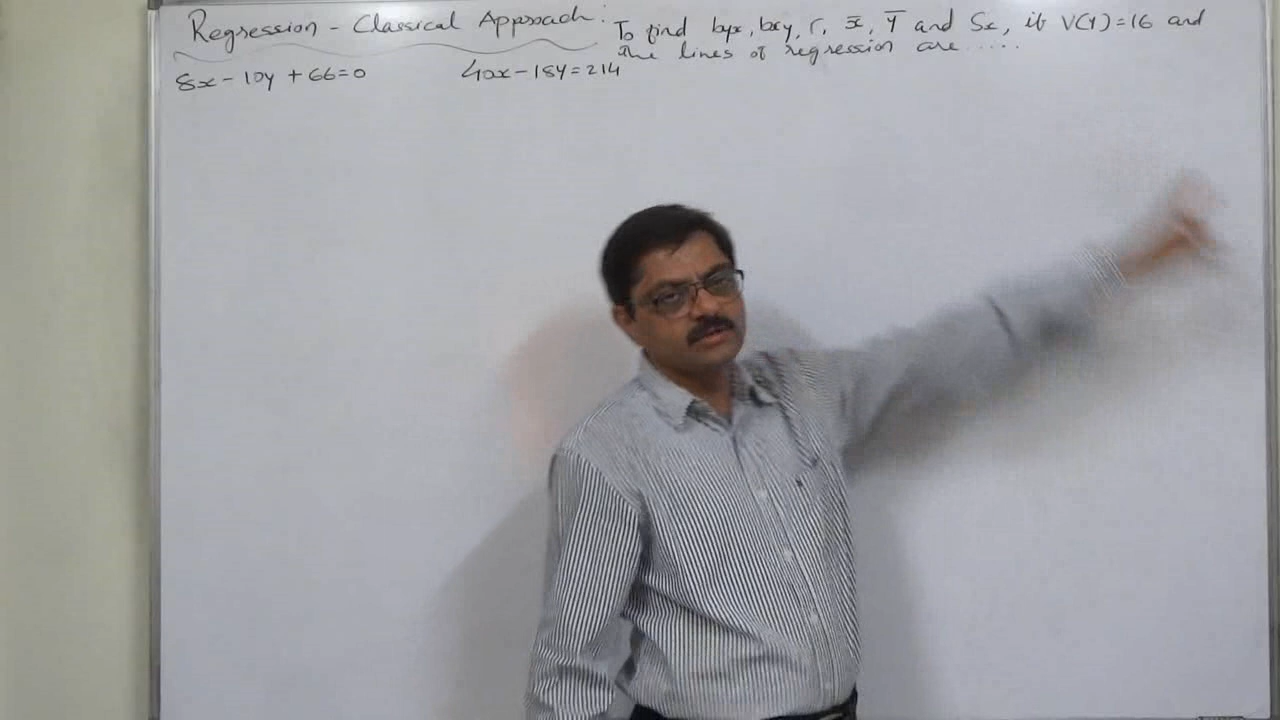 Regression - Classical Approach:
To find byx, bxy, r, x̄, ȳ and Sx, if V(Y)=16 and
the lines of regression are .....
8x - 10y + 66=0
40x - 18y = 214